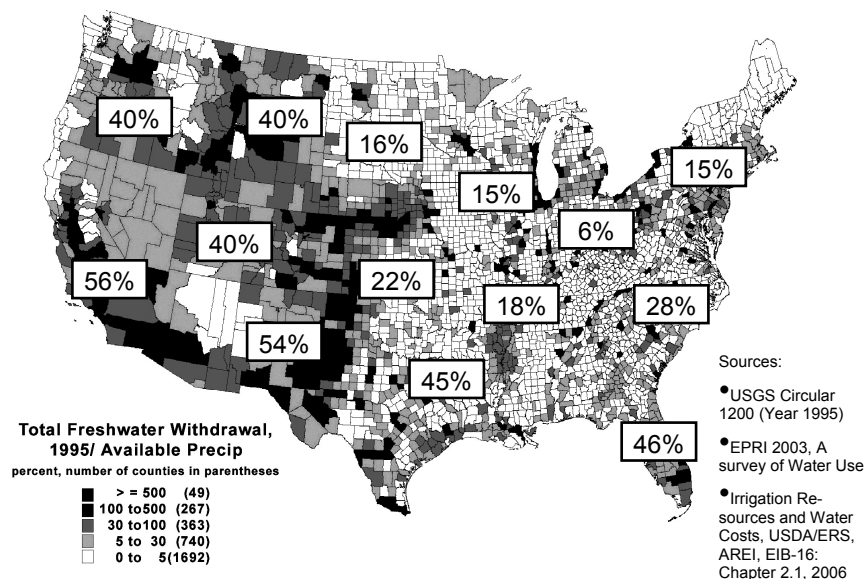 40%
40%
16%
15%
15%
6%
40%
56%
22%
18%
28%
54%
45%
46%
Total Freshwater Withdrawal,
1995/ Available Precip
percent, number of counties in parentheses
> = 500 (49)
100 to500 (267)
30 to100 (363)
5 to 30 (740)
0 to 5(1692)
Sources:
•USGS Circular
1200 (Year 1995)
•EPRI 2003, A
survey of Water Use
•Irrigation Re-
sources and Water
Costs, USDA/ERS,
AREI, EIB-16:
Chapter 2.1, 2006